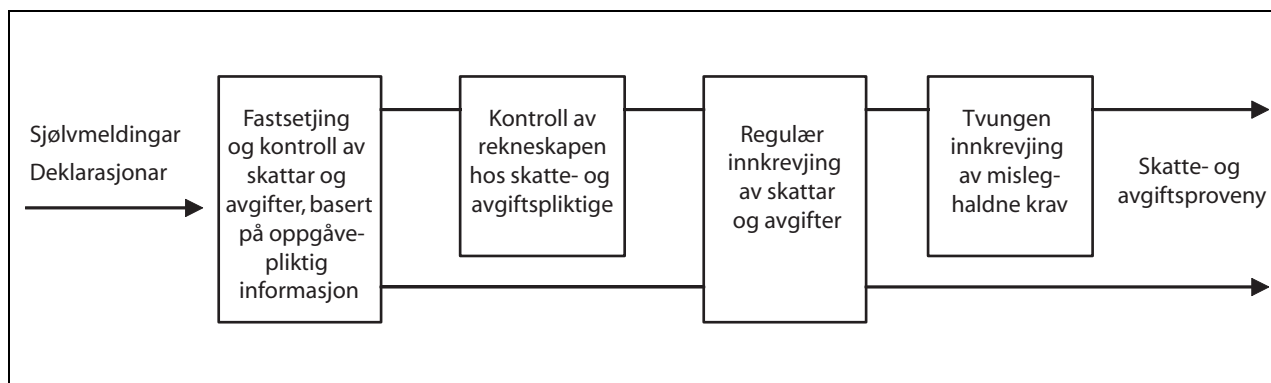 Sjølvmeldingar
Deklarasjonar
Fastsetjing
og kontroll av
skattar og
avgifter, basert
på oppgåve-
pliktig
informasjon
Kontroll av
rekneskapen
hos skatte- og
avgiftspliktige
Regulær
innkrevjing
av skattar
og avgifter
Tvungen
innkrevjing
av misleg-
haldne krav
Skatte- og
avgiftsproveny